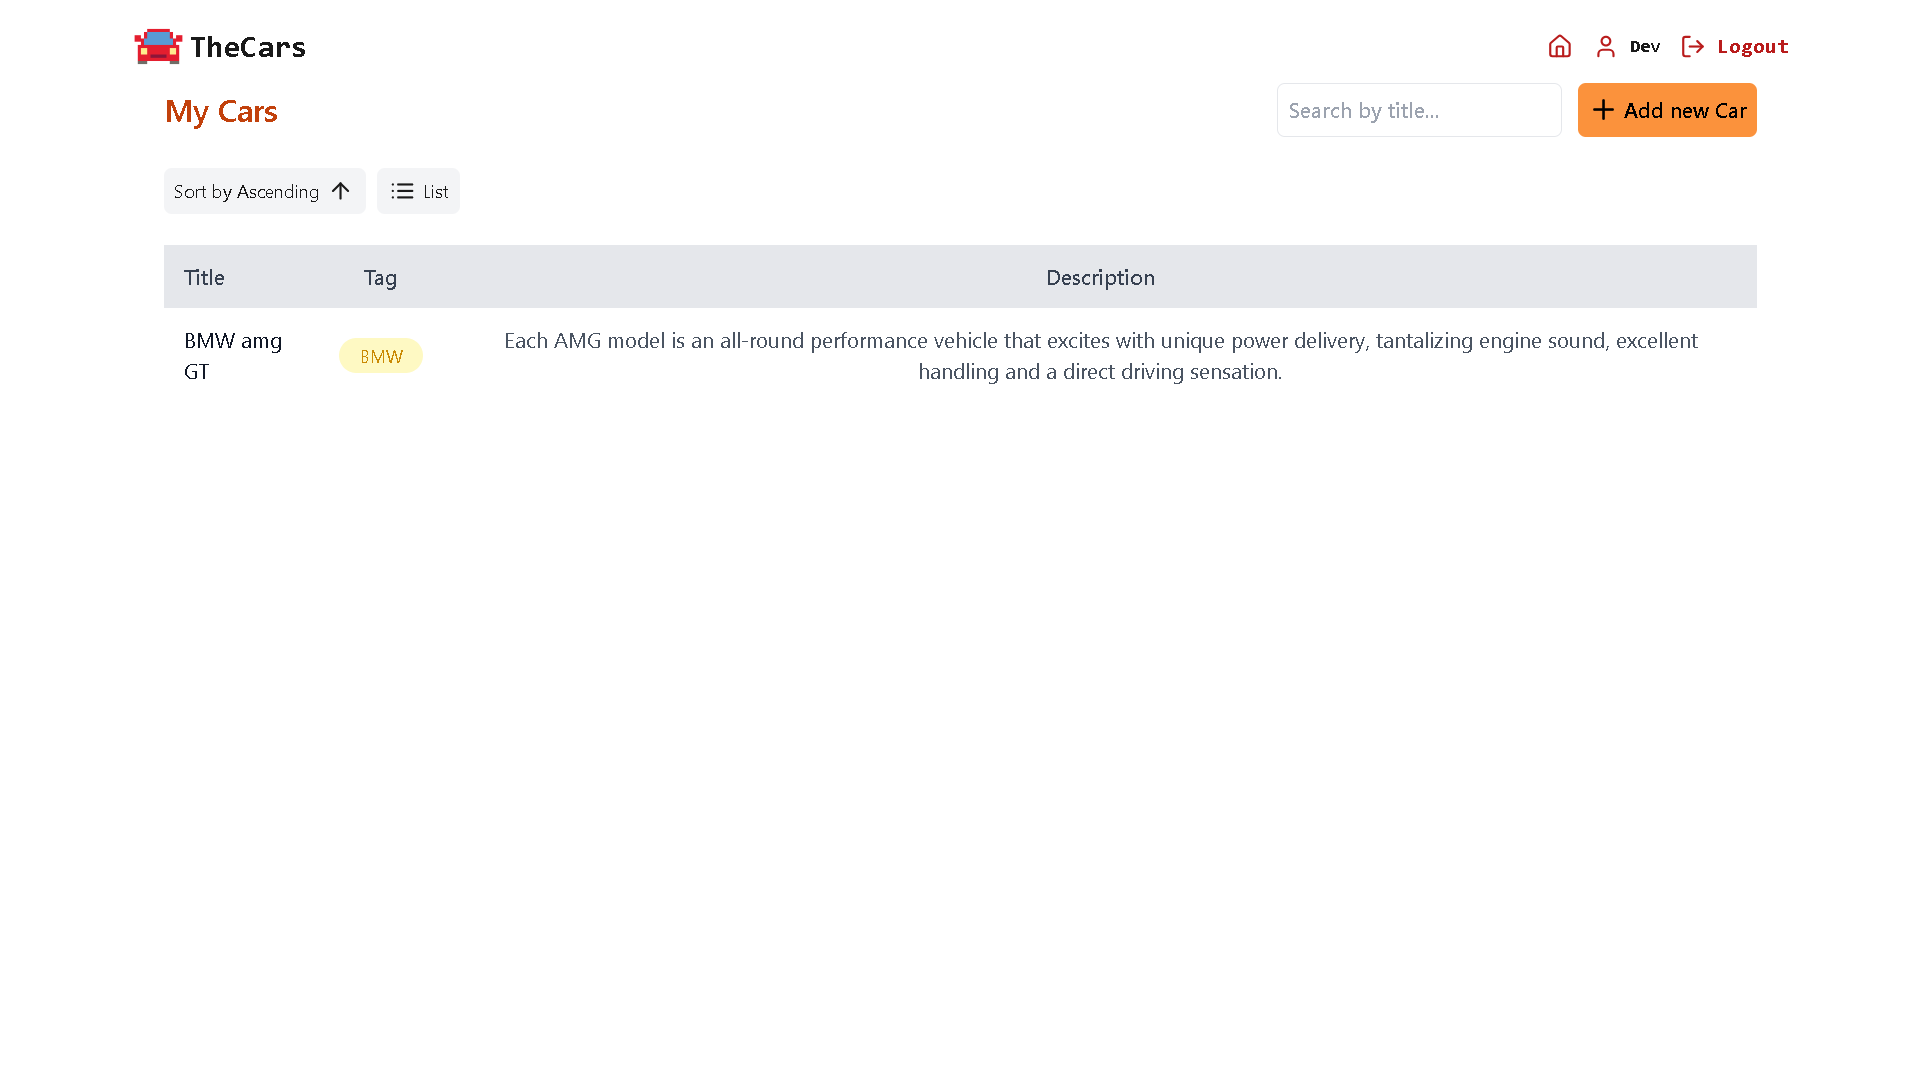 TheCars
Dev
Logout
My Cars
Search by title...
Add new Car
Sort by Ascending
List
Title
Tag
Description
BMW amg
GT
BMW
Each AMG model is an all-round performance vehicle that excites with unique power delivery, tantalizing engine sound, excellent
handling and a direct driving sensation.